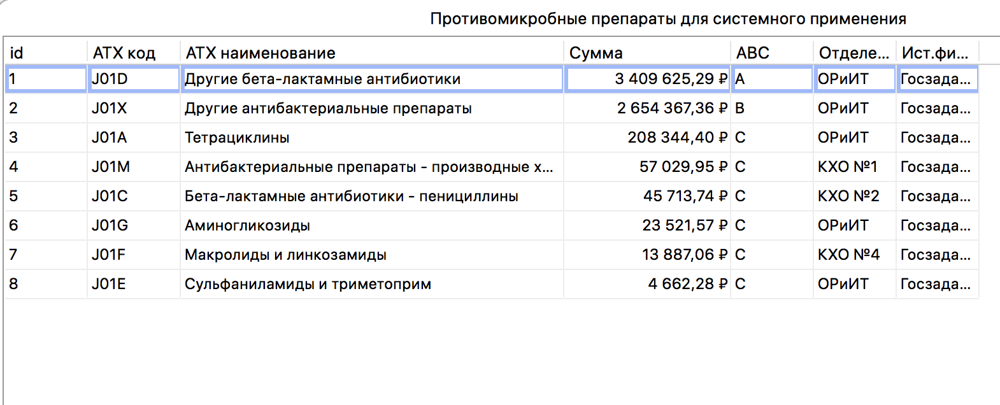 Противомикробные препараты для системного применения
id АТХ код АТХ наименование Сумма ABC Отделе... Ист.фи...
1 J01D Другие бета-лактамные антибиотики 3 409 625,29 ₽ A ОРиИТ Госзада...
2 J01X Другие антибактериальные препараты 2 654 367,36 ₽ B ОРиИТ Госзада...
3 J01A Тетрациклины 208 344,40 ₽ C ОРиИТ Госзада...
4 J01M Антибактериальные препараты - производные х... 57 029,95 ₽ C КХО №1 Госзада...
5 J01C Бета-лактамные антибиотики - пенициллины 45 713,74 ₽ C КХО №2 Госзада...
6 J01G Аминогликозиды 23 521,57 ₽ C ОРиИТ Госзада...
7 J01F Макролиды и линкозамиды 13 887,06 ₽ C КХО №4 Госзада...
8 J01E Сульфаниламиды и триметоприм 4 662,28 ₽ C ОРиИТ Госзада...